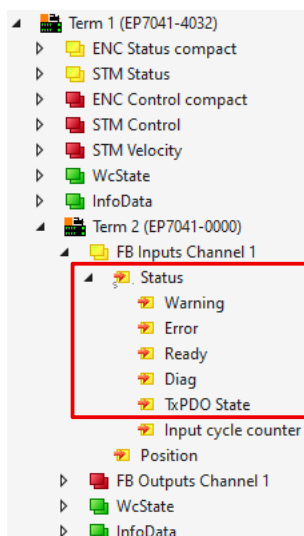 Term 1 (EP7041-4032)
ENC Status compact
STM Status
ENC Control compact
STM Control
STM Velocity
WcState
InfoData
Term 2 (EP7041-0000)
FB Inputs Channel 1
Status
Warning
Error
Ready
Diag
TxPDO State
Input cycle counter
Position
FB Outputs Channel 1
WcState
InfoData